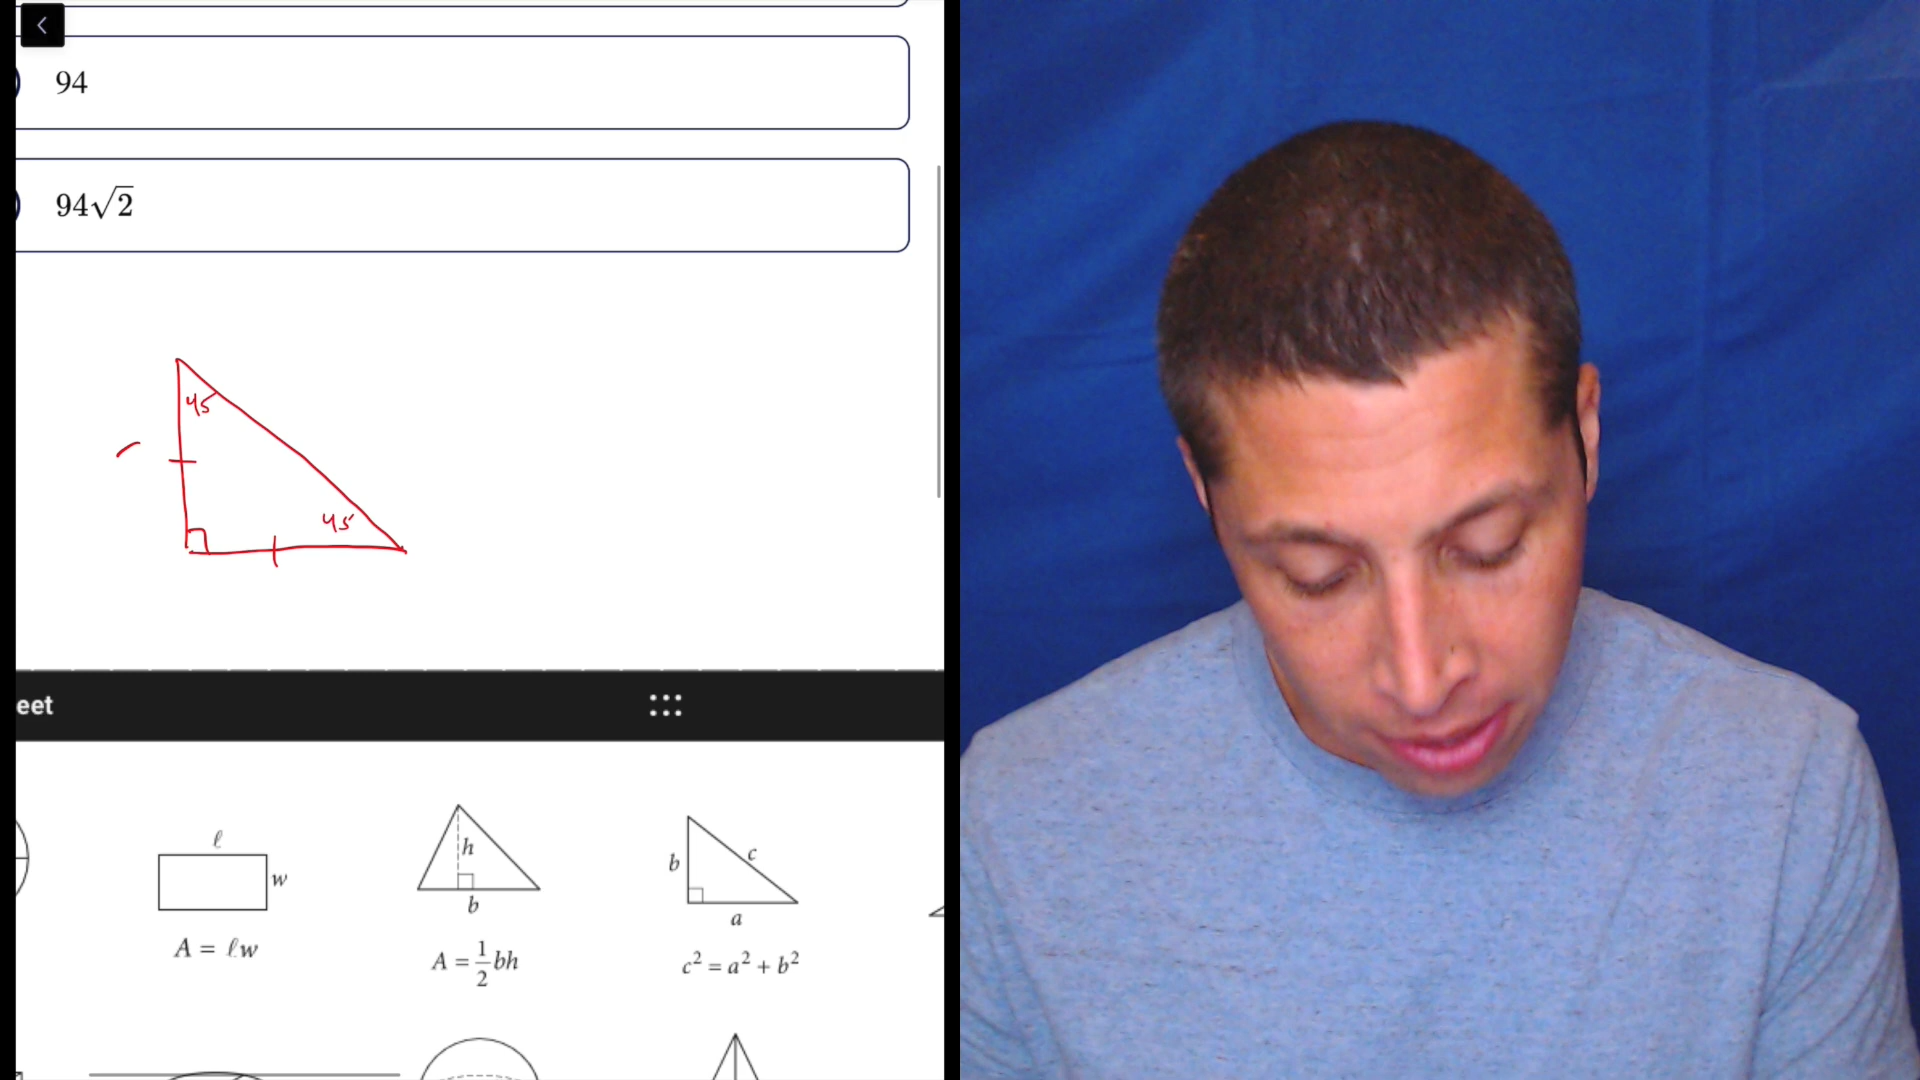 94
94√2
45
45
eet
ℓ
w
A = ℓw
h
b
A = 1/2 bh
b
c
a
c² = a² + b²